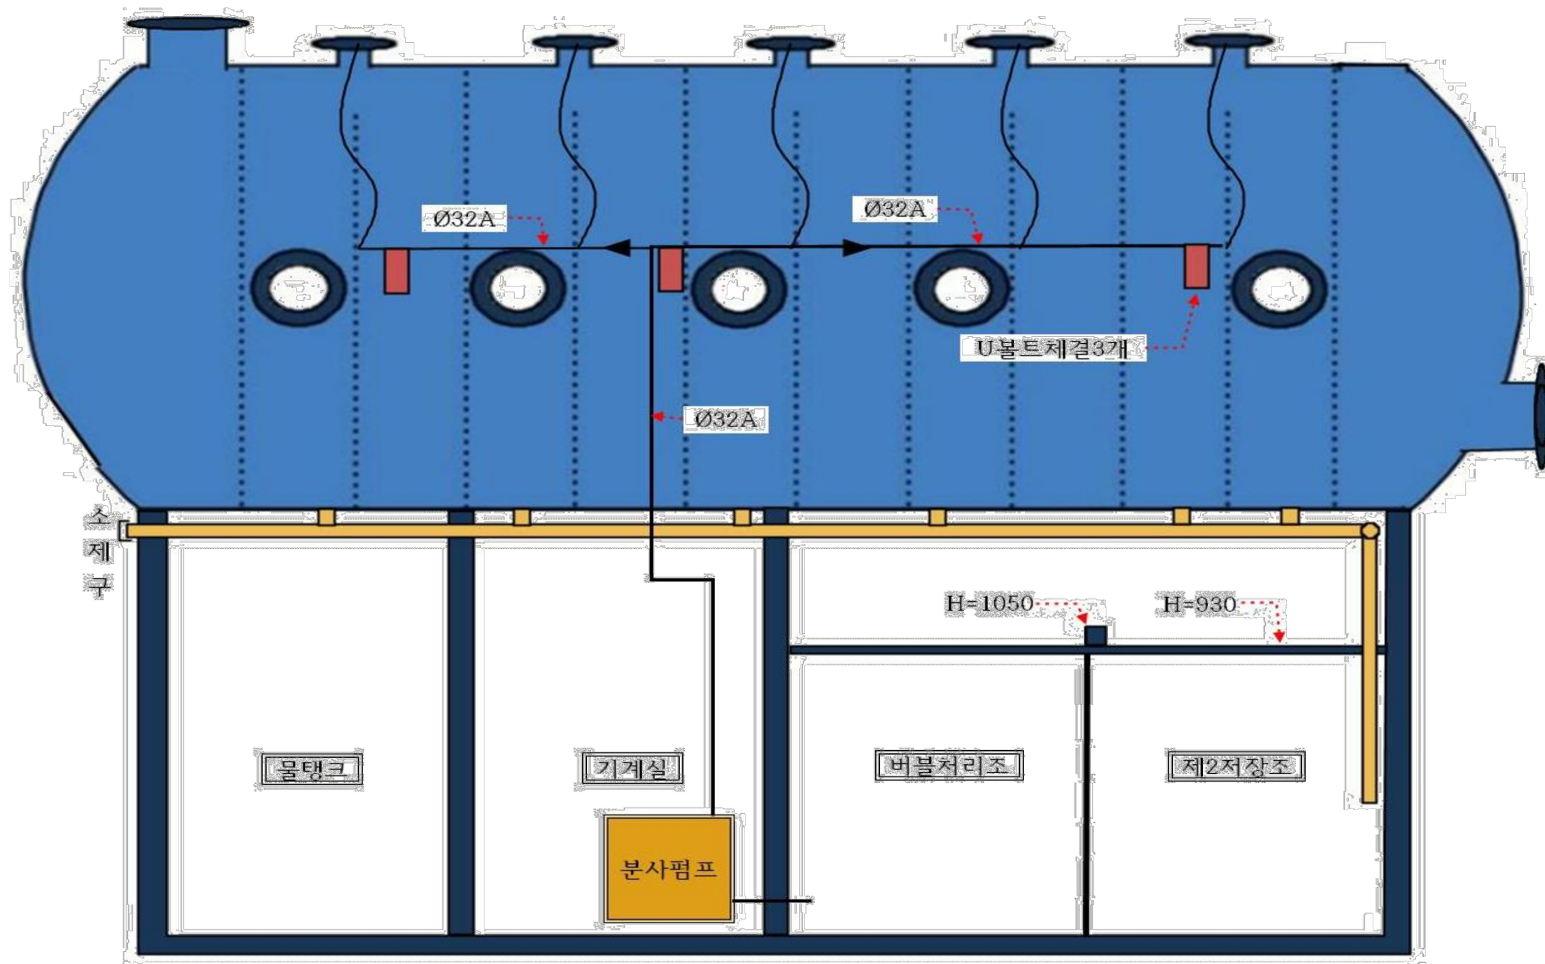 Ø32A
Ø32A
U볼트체결3개
Ø32A
소
제
구
H=1050
H=930
물탱크
기계실
버블처리조
제2저장조
분사펌프